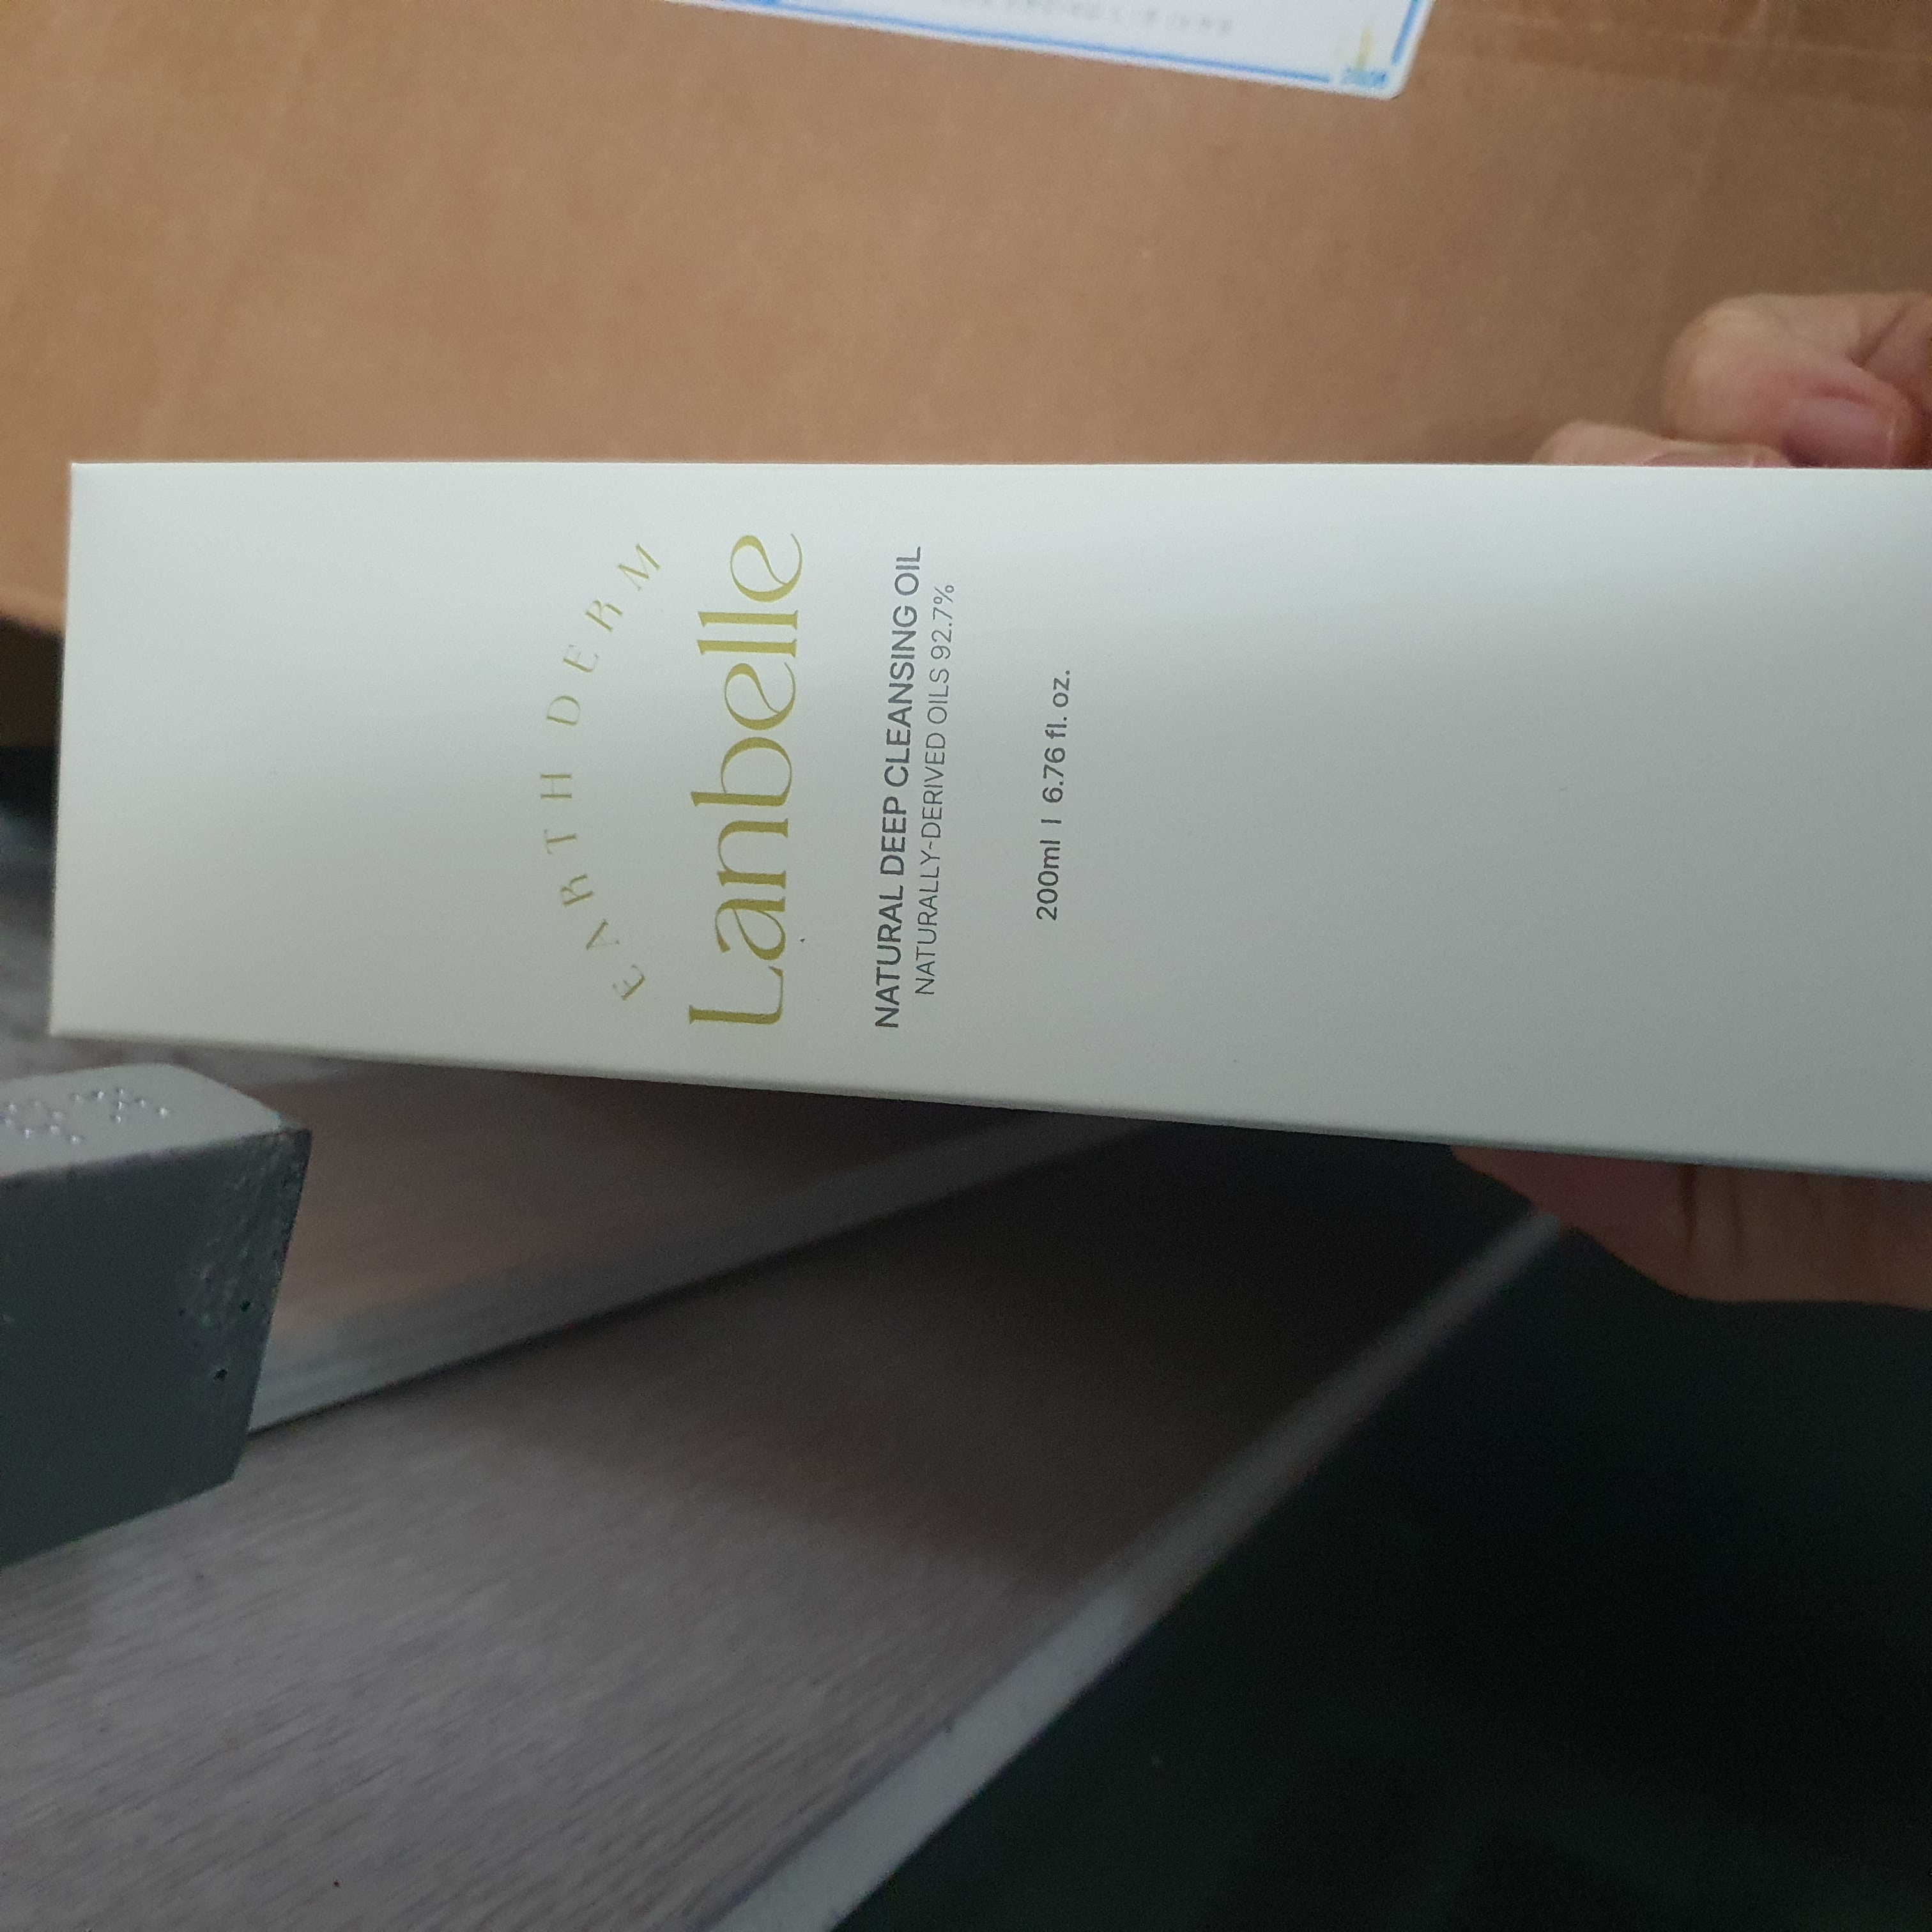 EARTH DERM
Lanbelle
NATURAL DEEP CLEANSING OIL
NATURALLY-DERIVED OILS 92.7%
200ml I 6.76 fl. oz.